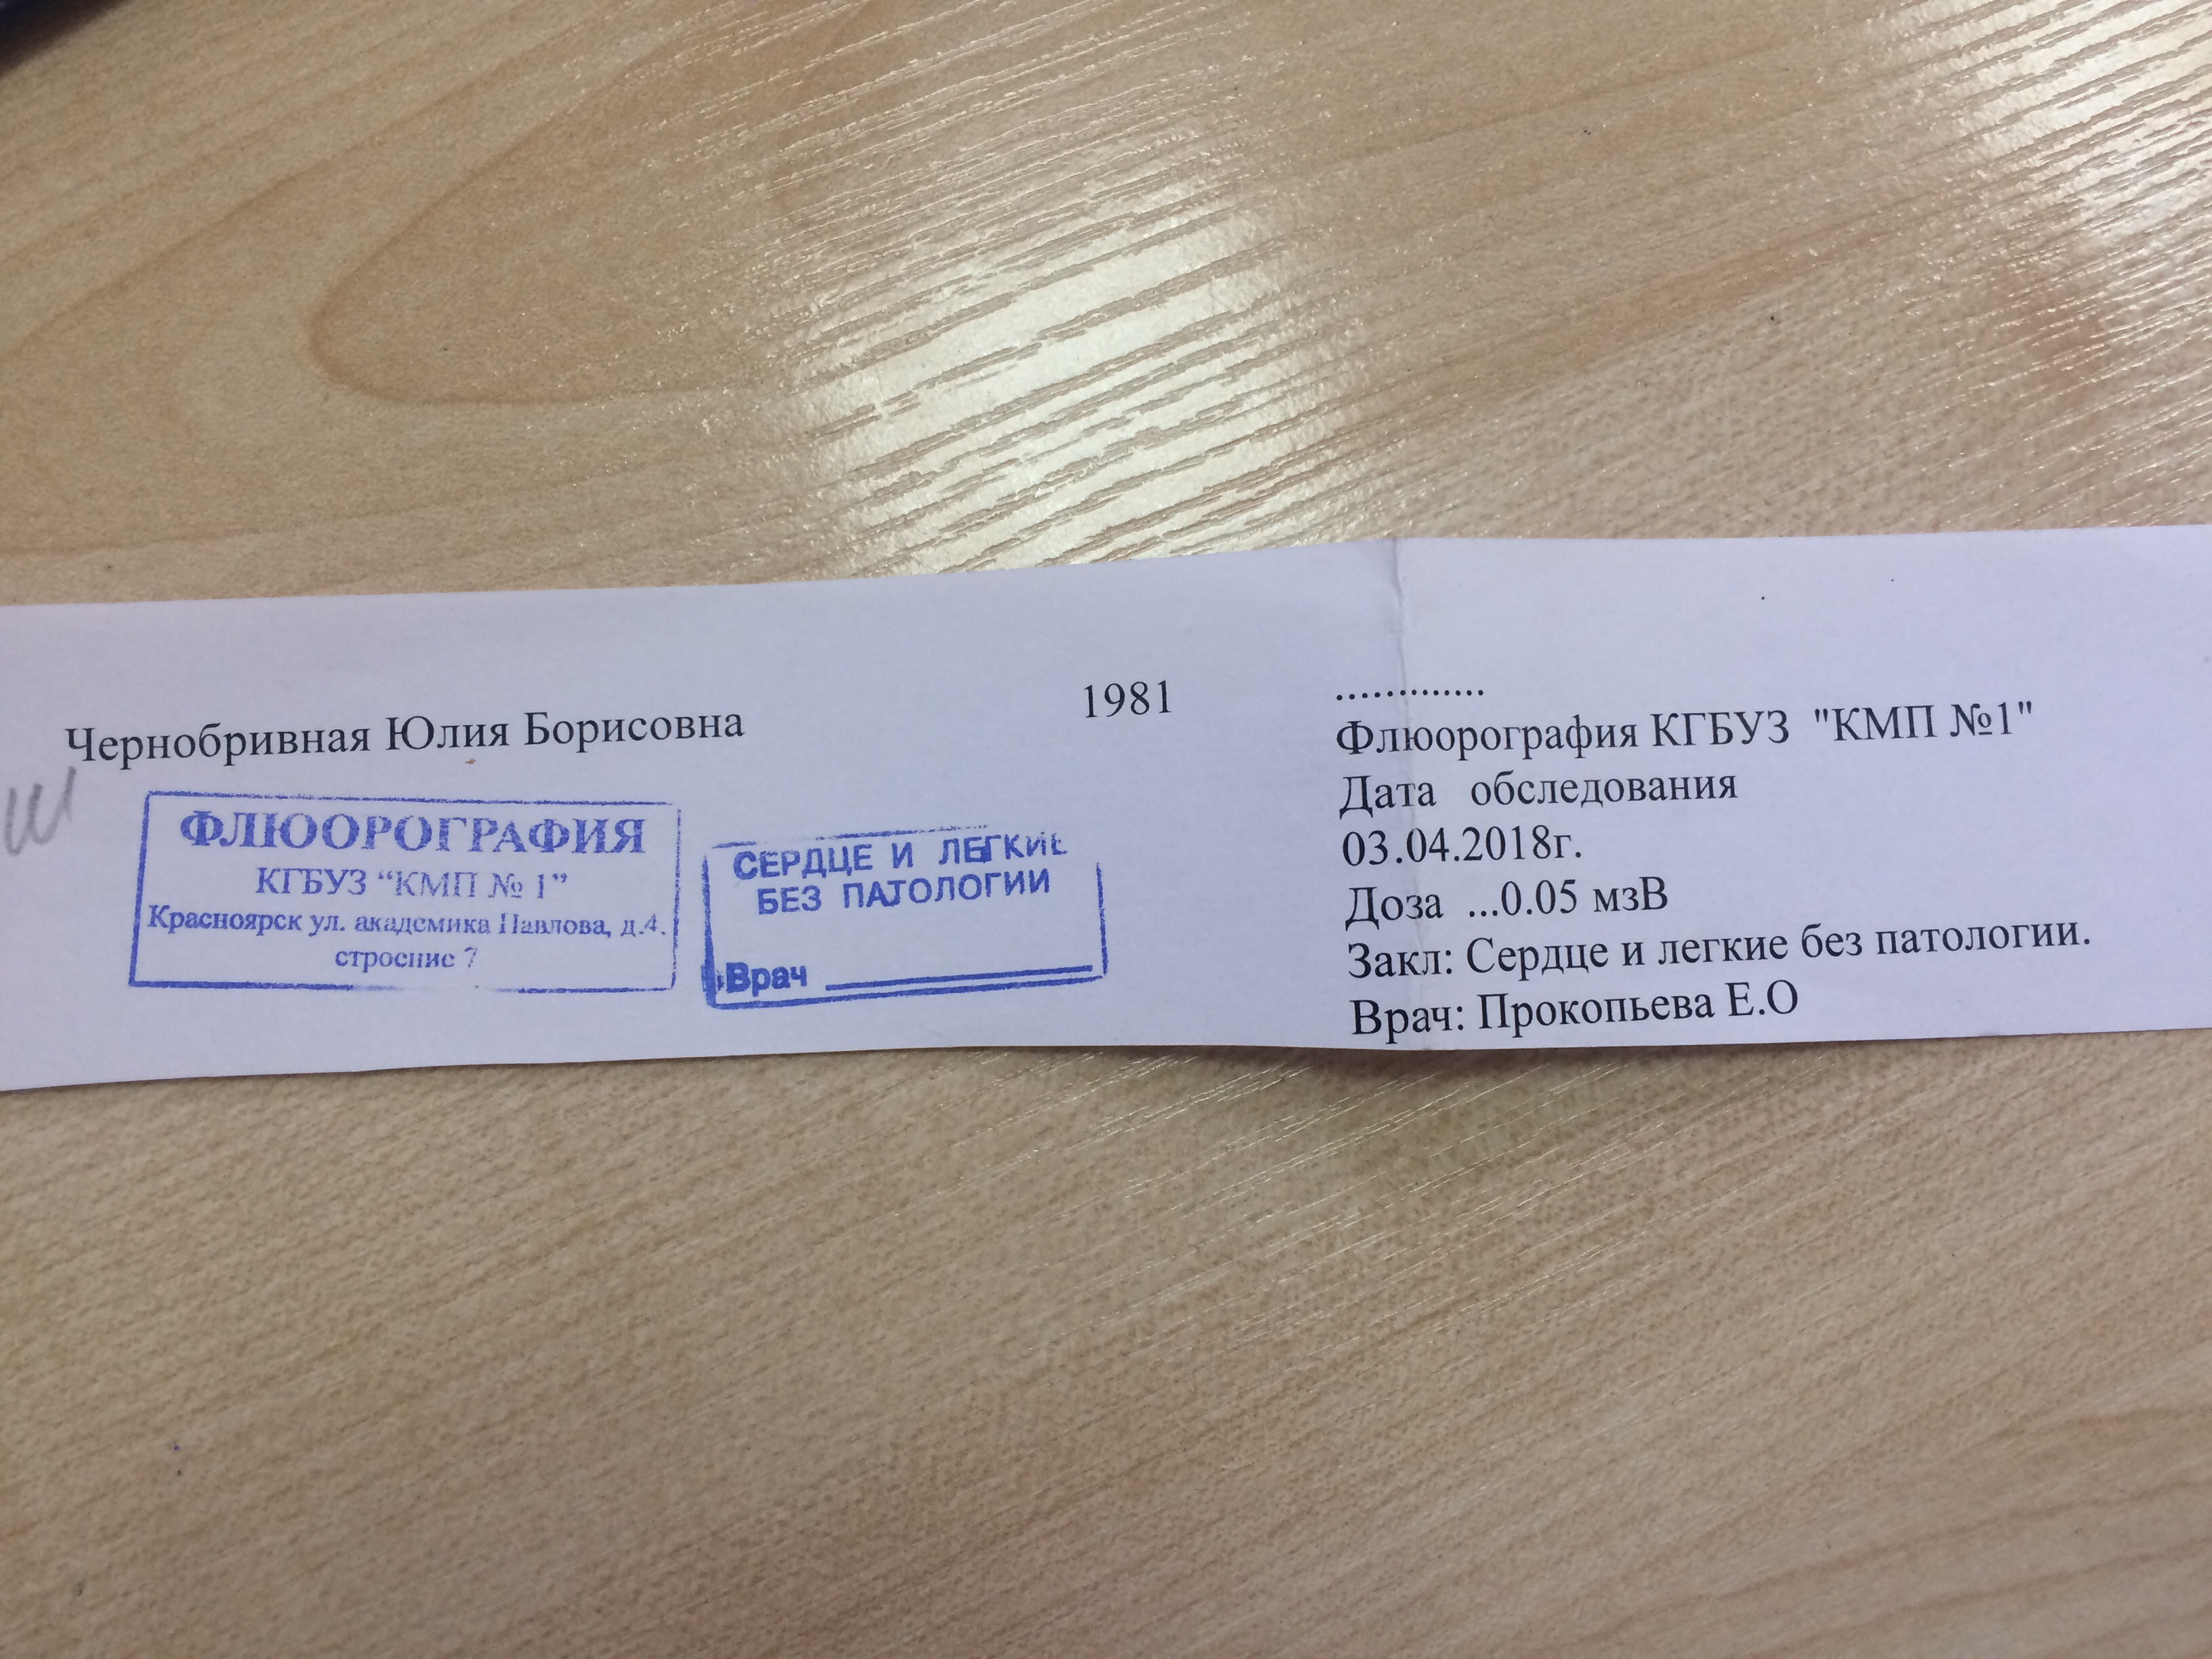 Чернобривная Юлия Борисовна
1981
ФЛЮОРОГРАФИЯ
КГБУЗ “КМП № 1”
Красноярск ул. академика Павлова, д.4.
строение 7
СЕРДЦЕ И ЛЕГКИЕ
БЕЗ ПАТОЛОГИИ
Врач
.............
Флюорография КГБУЗ "КМП №1"
Дата обследования
03.04.2018г.
Доза ...0.05 мзВ
Закл: Сердце и легкие без патологии.
Врач: Прокопьева Е.О